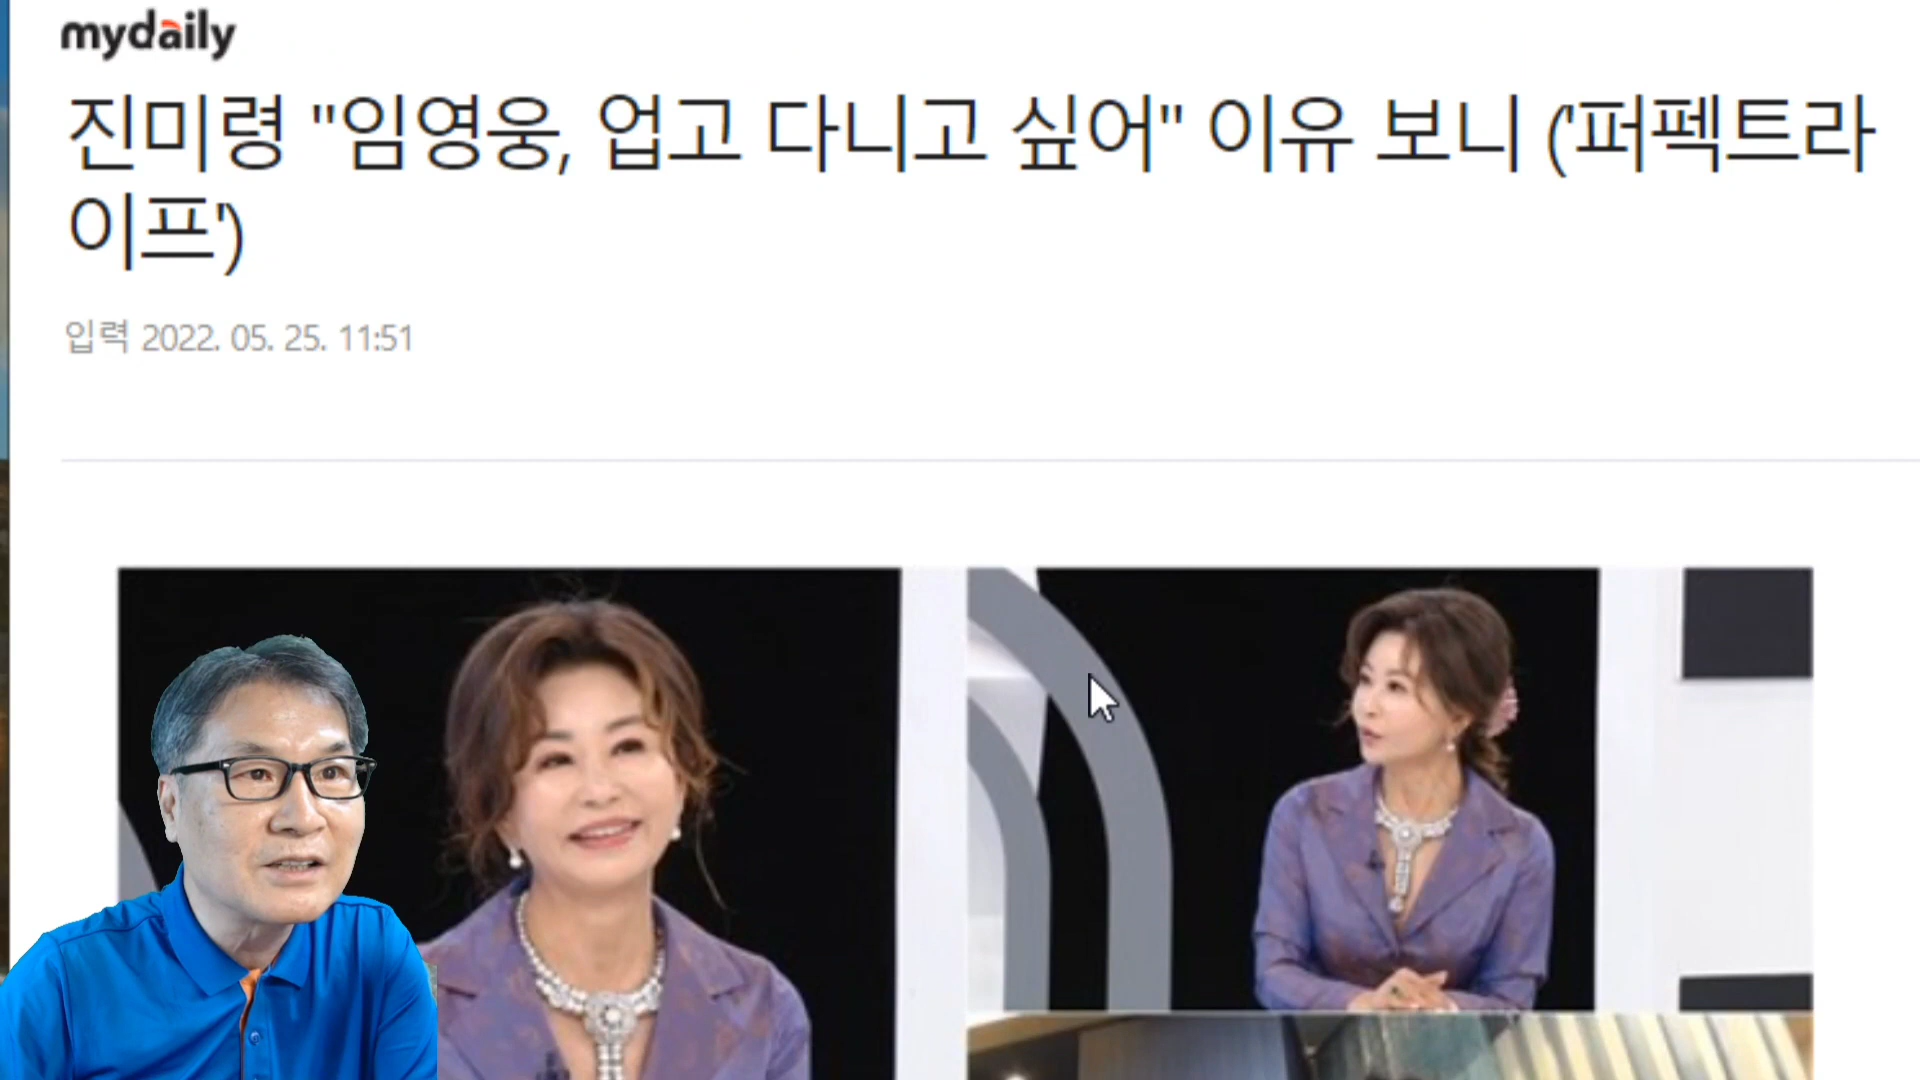 mydaily
진미령 "임영웅, 업고 다니고 싶어" 이유 보니 ('퍼펙트라
이프')
입력 2022. 05. 25. 11:51